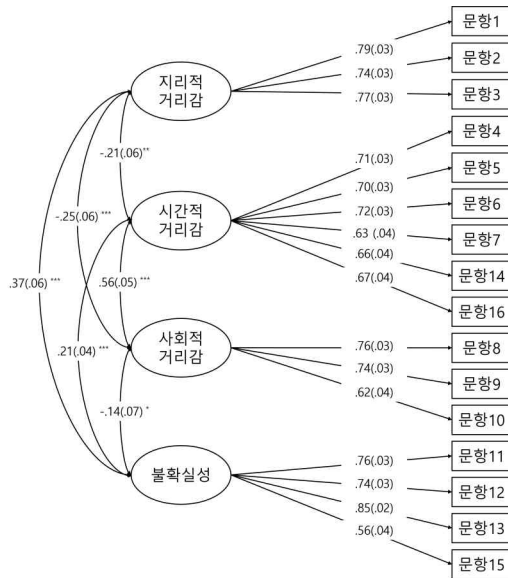 문항1
.79(.03)
문항2
.74(.03)
지리적
거리감
.77(.03)
문항3
문항4
-.21(.06)**
.71(.03)
문항5
.70(.03)
-.25(.06)***
시간적
거리감
.72(.03)
문항6
.63 (.04)
문항7
.66(.04)
문항14
.37(.06)***
.56(.05)***
.67(.04)
문항16
.21(.04)***
사회적
거리감
.76(.03)
문항8
.74(.03)
문항9
.62(.04)
문항10
-.14(.07)*
문항11
.76(.03)
불확실성
.74(.03)
문항12
.85(.02)
문항13
.56(.04)
문항15